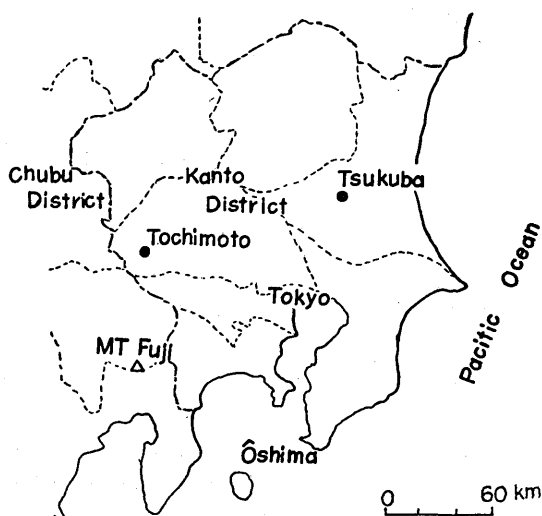 Chubu
District
Kanto
District
Tsukuba
Tochimoto
Tokyo
Pacific Ocean
MT Fuji
Ôshima
0 60 km